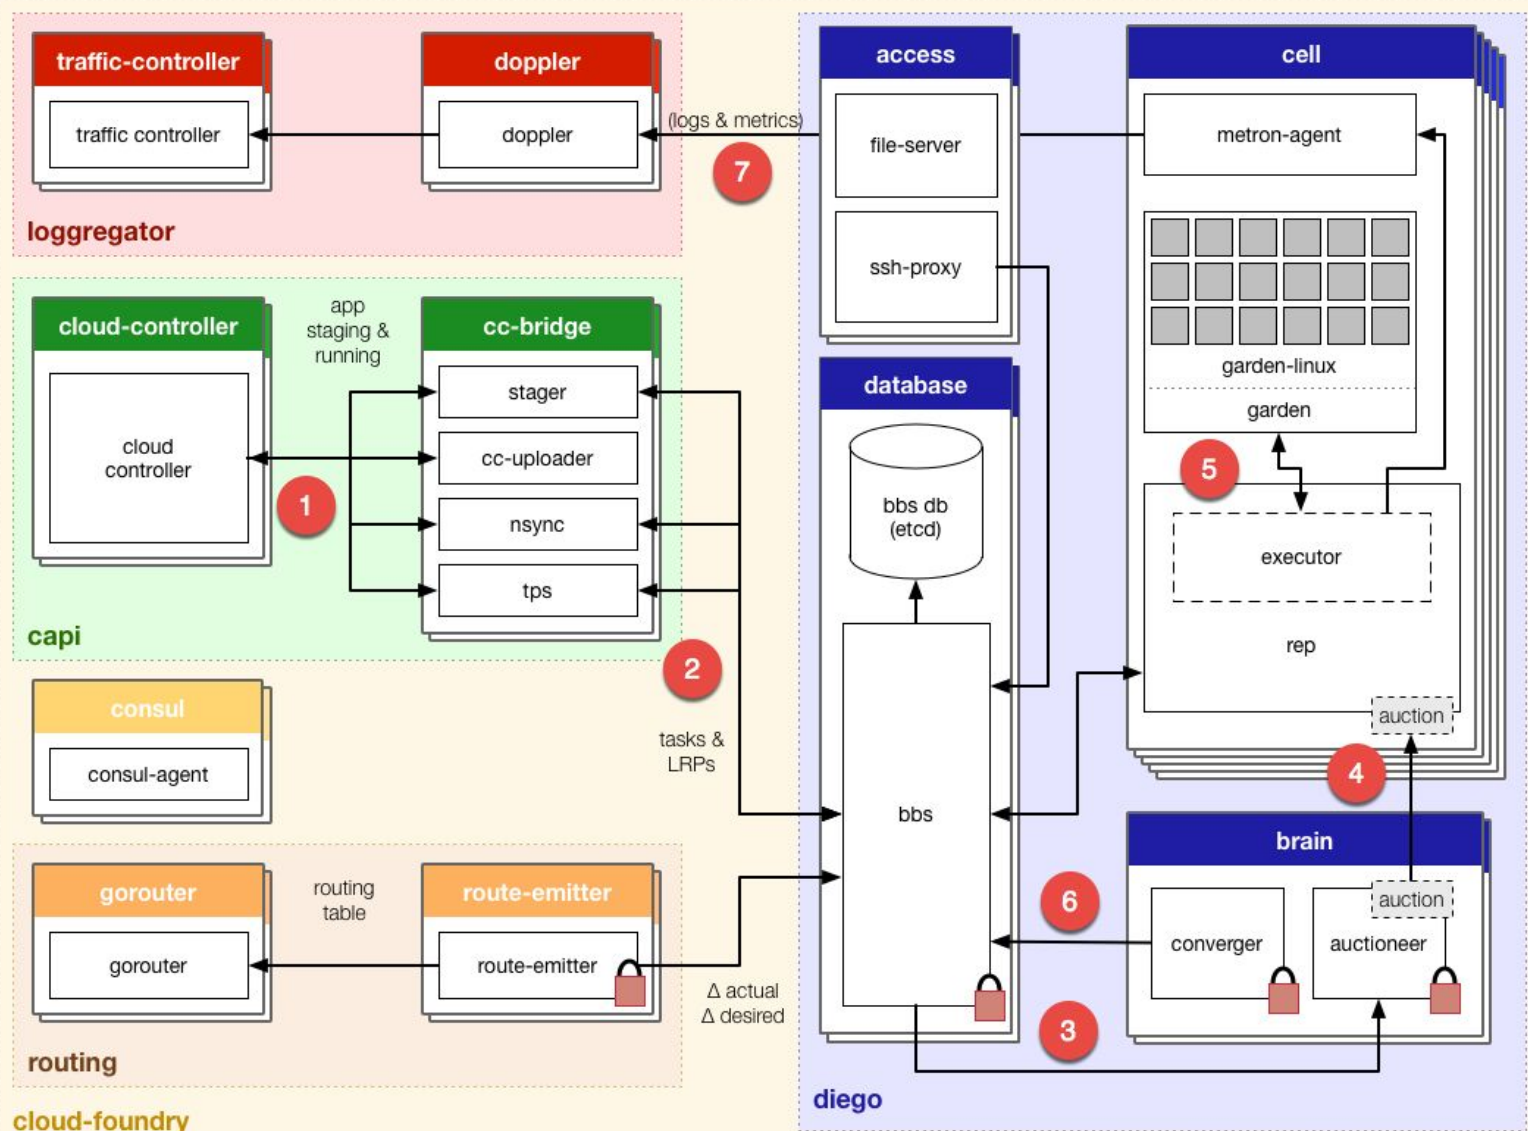 traffic-controller
traffic controller
doppler
doppler
(logs & metrics)
7
loggregator
cloud-controller
cloud
controller
app
staging &
running
1
cc-bridge
stager
cc-uploader
nsync
tps
capi
2
tasks &
LRPs
consul
consul-agent
gorouter
gorouter
routing
table
route-emitter
route-emitter
Δ actual
Δ desired
routing
cloud-foundry
access
file-server
ssh-proxy
database
bbs db
(etcd)
bbs
cell
metron-agent
garden-linux
garden
5
executor
rep
auction
4
brain
auction
converger
auctioneer
6
3
diego